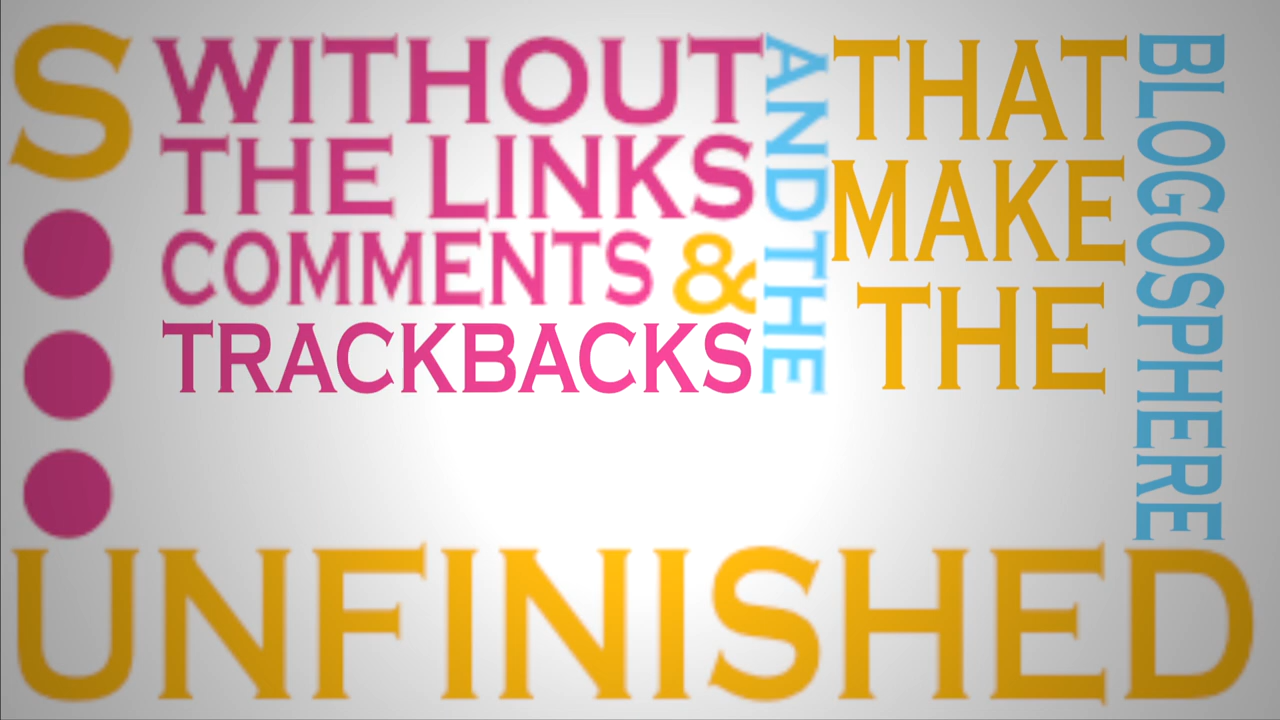 S
WITHOUT
THE LINKS
COMMENTS &
TRACKBACKS
AND THE
THAT
MAKE
THE
BLOGOSPHERE
UNFINISHED